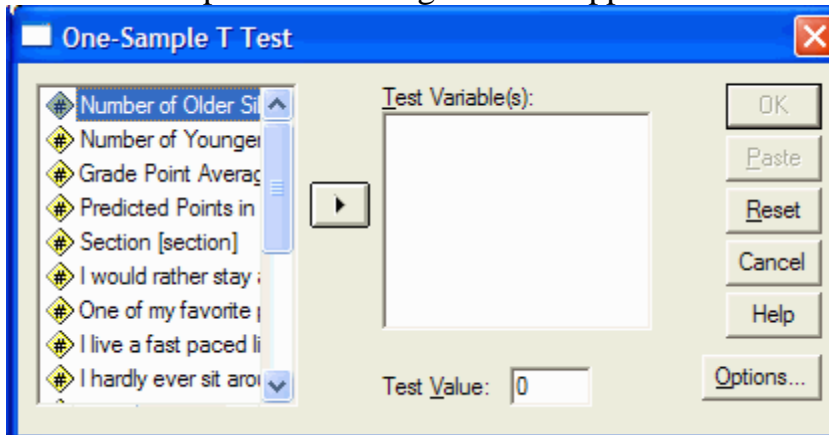 One-Sample T Test
Number of Older Si
Number of Younger
Grade Point Averag
Predicted Points in
Section [section]
I would rather stay
One of my favorite
I live a fast paced li
I hardly ever sit arou
Test Variable(s):
Test Value: 0
OK
Paste
Reset
Cancel
Help
Options...